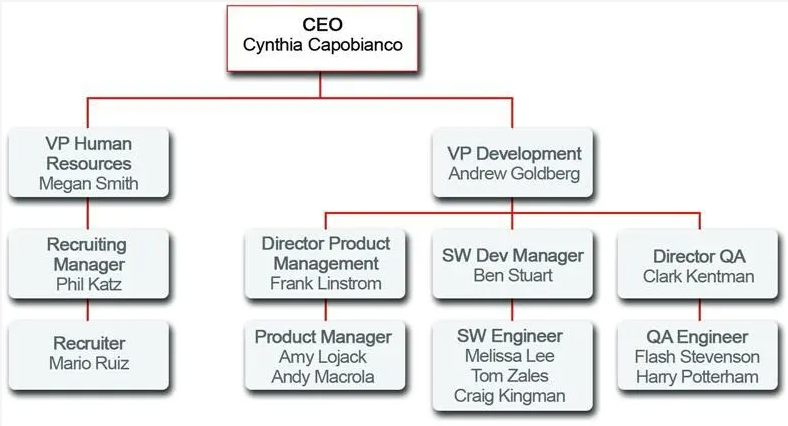 CEO
Cynthia Capobianco
VP Human
Resources
Megan Smith
VP Development
Andrew Goldberg
Recruiting
Manager
Phil Katz
Director Product
Management
Frank Linstrom
SW Dev Manager
Ben Stuart
Director QA
Clark Kentman
Recruiter
Mario Ruiz
Product Manager
Amy Lojack
Andy Macrola
SW Engineer
Melissa Lee
Tom Zales
Craig Kingman
QA Engineer
Flash Stevenson
Harry Potterham